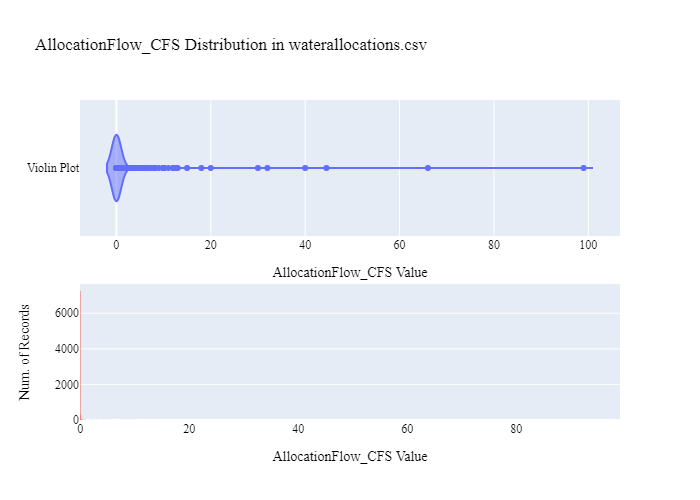 AllocationFlow_CFS Distribution in waterallocations.csv
Violin Plot
0 20 40 60 80 100
AllocationFlow_CFS Value
Num. of Records
6000
4000
2000
0
0 20 40 60 80
AllocationFlow_CFS Value